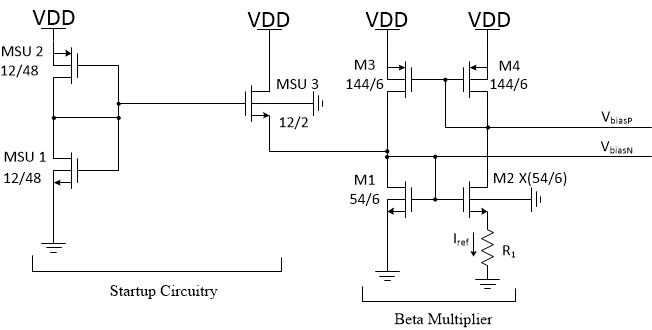 VDD
VDD
VDD
VDD
MSU 2
12/48
MSU 3
12/2
M3
144/6
M4
144/6
VbiasP
VbiasN
MSU 1
12/48
M1
54/6
M2 X(54/6)
Iref
R1
Startup Circuitry
Beta Multiplier